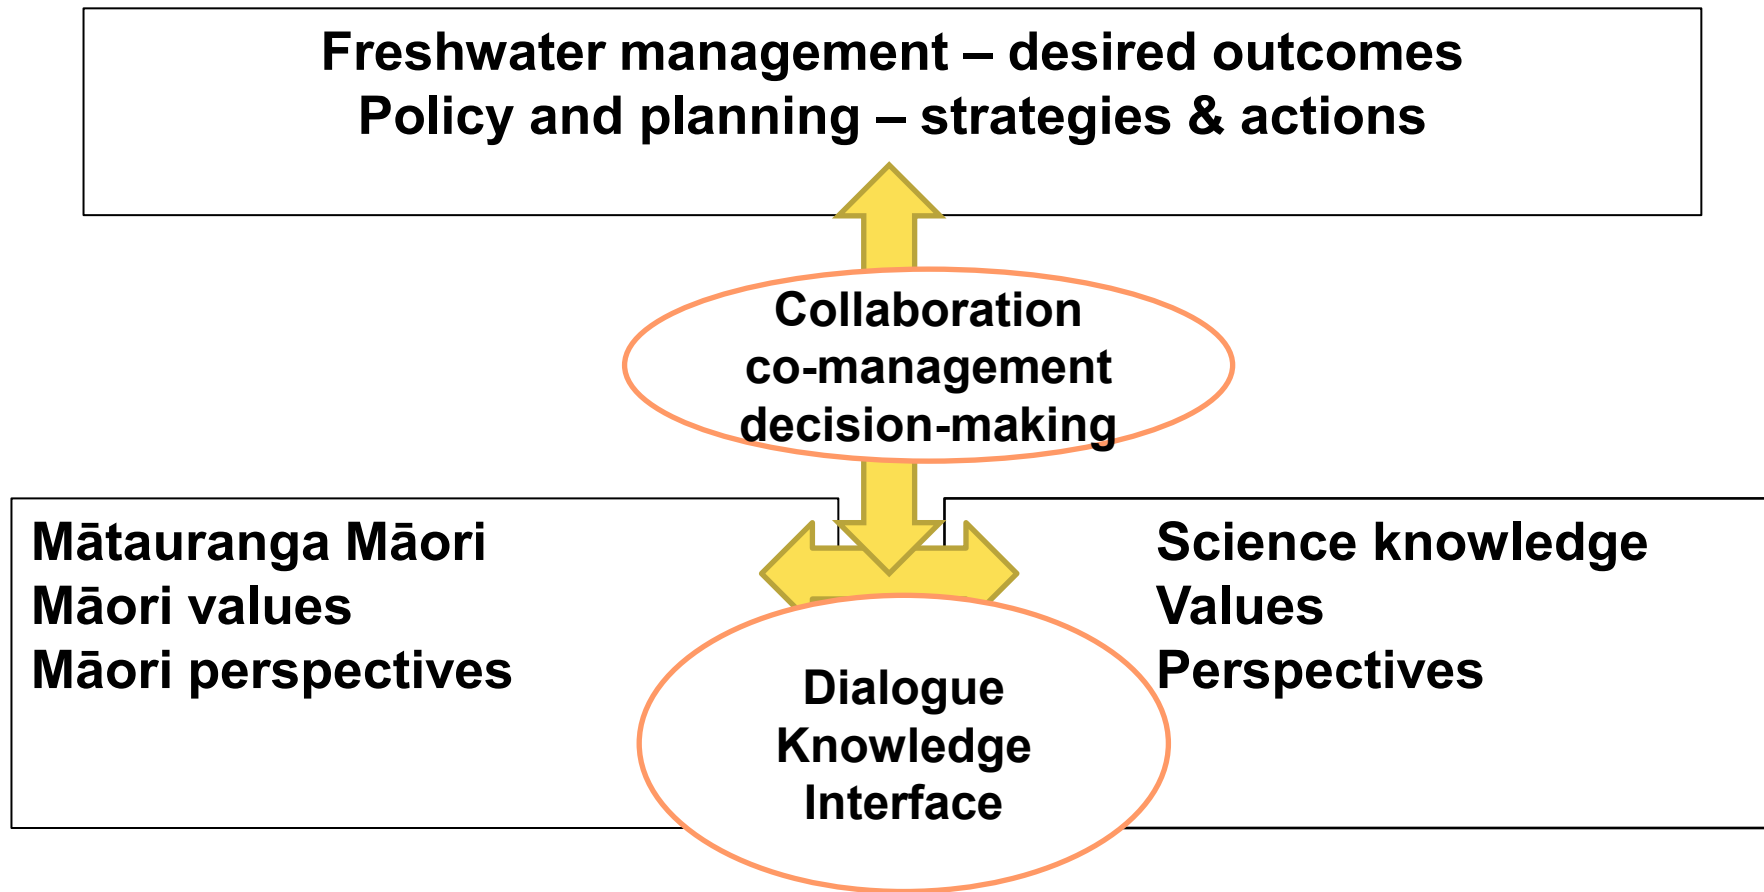 Freshwater management – desired outcomes
Policy and planning – strategies & actions
Collaboration
co-management
decision-making
Mātauranga Māori
Māori values
Māori perspectives
Science knowledge
Values
Perspectives
Dialogue
Knowledge
Interface